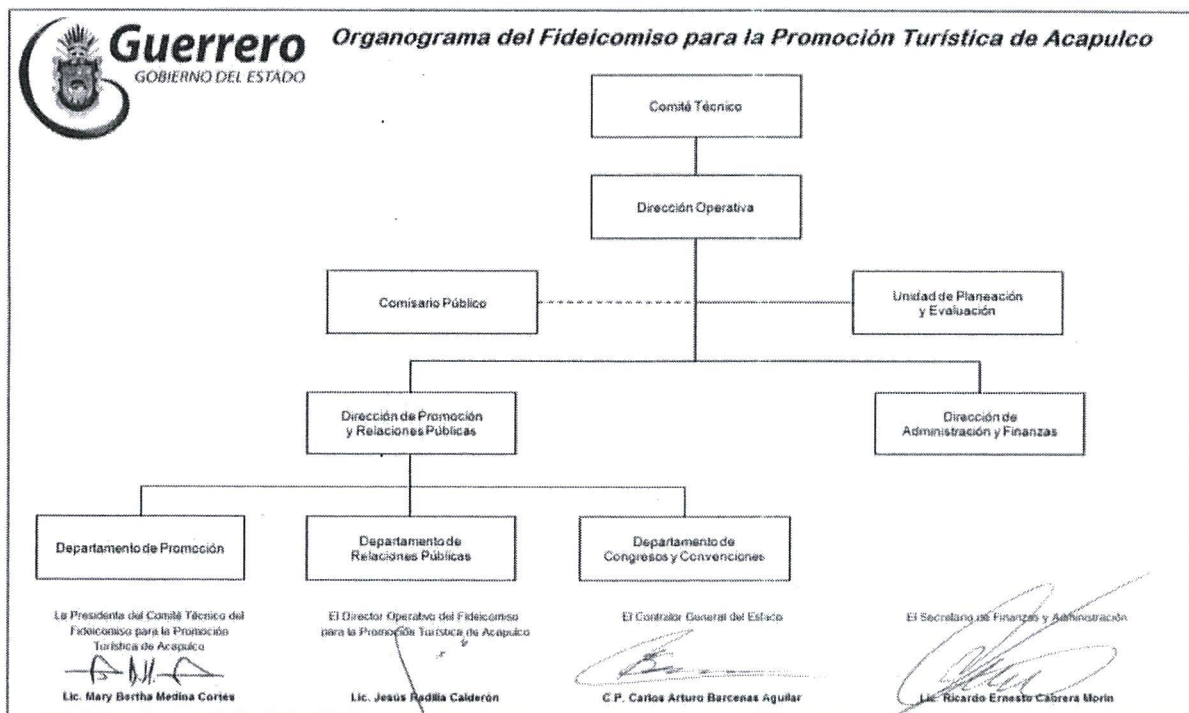 Guerrero
GOBIERNO DEL ESTADO
Organograma del Fideicomiso para la Promoción Turística de Acapulco
Comité Técnico
Dirección Operativa
Comisario Público
Unidad de Planeación
y Evaluación
Dirección de Promoción
y Relaciones Públicas
Dirección de
Administración y Finanzas
Departamento de Promoción
Departamento de
Relaciones Públicas
Departamento de
Congresos y Convenciones
La Presidenta del Comité Técnico del
Fideicomiso para la Promoción
Turística de Acapulco
Lic. Mary Bertha Medina Cortes
El Director Operativo del Fideicomiso
para la Promoción Turística de Acapulco
Lic. Jesús Padilla Calderón
El Contralor General del Estado
C.P. Carlos Arturo Barcenas Aguilar
El Secretario de Finanzas y Administración
Lic. Ricardo Ernesto Cabrera Morin